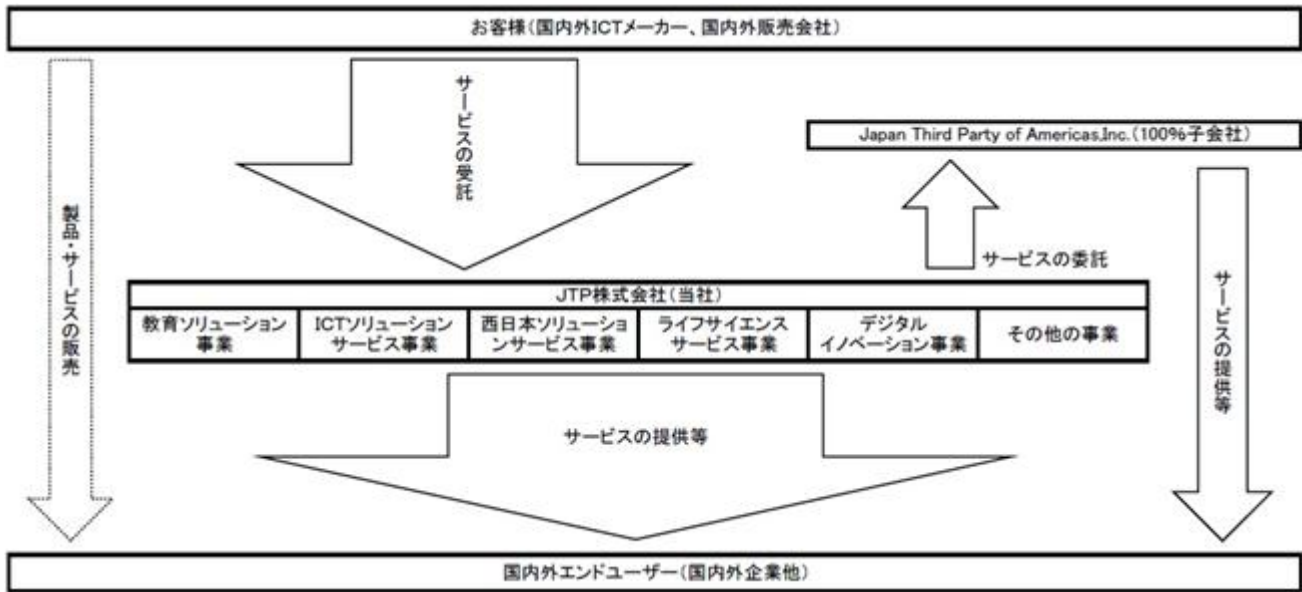 お客様(国内外ICTメーカー、国内外販売会社)
サービスの受託
Japan Third Party of Americas,Inc.(100%子会社)
製品・サービスの販売
サービスの委託
サービスの提供等
JTP株式会社(当社)
教育ソリューション
事業
ICTソリューション
サービス事業
西日本ソリューショ
ンサービス事業
ライフサイエンス
サービス事業
デジタル
イノベーション事業
その他の事業
サービスの提供等
国内外エンドユーザー(国内外企業他)